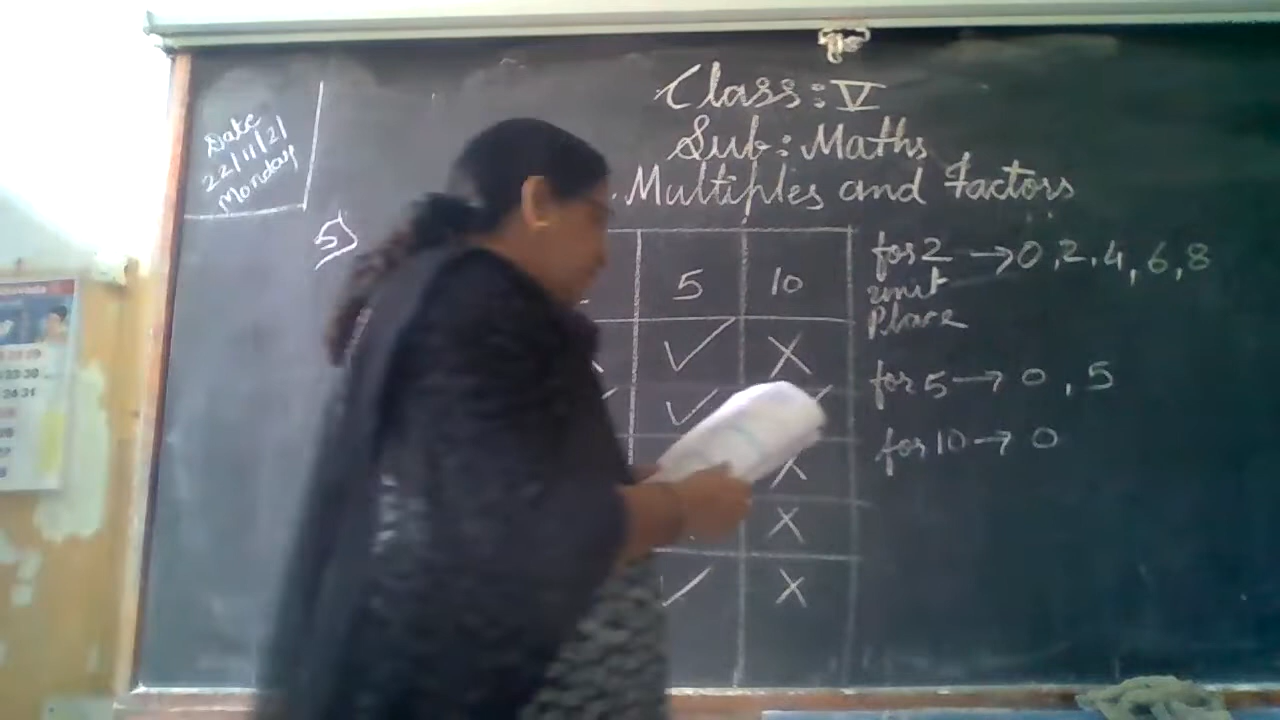 Class: V
Sub: Maths
Multiples and Factors
Date
22/11/21
Monday
5)
5 10
✓ X
✓
X
X
✓ X
for 2 → 0, 2, 4, 6, 8
unit
place
for 5 → 0, 5
for 10 → 0